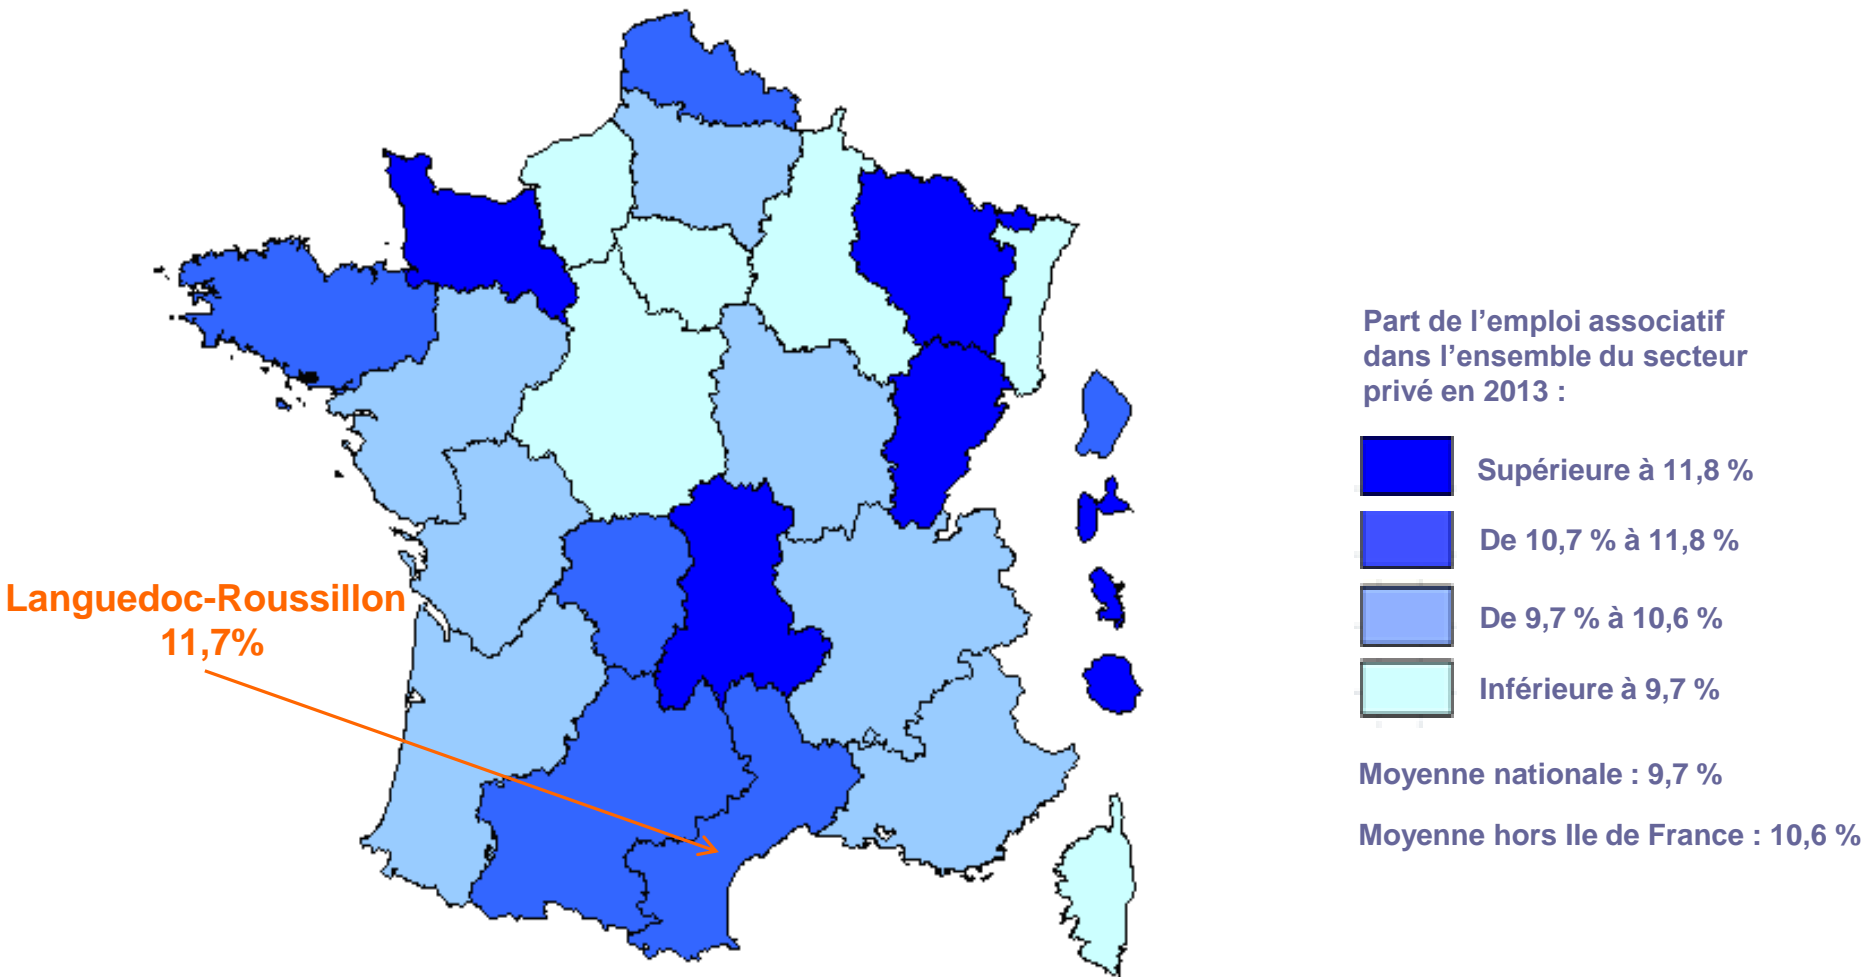 Languedoc-Roussillon
11,7%
Part de l’emploi associatif
dans l’ensemble du secteur
privé en 2013 :
Supérieure à 11,8 %
De 10,7 % à 11,8 %
De 9,7 % à 10,6 %
Inférieure à 9,7 %
Moyenne nationale : 9,7 %
Moyenne hors Ile de France : 10,6 %